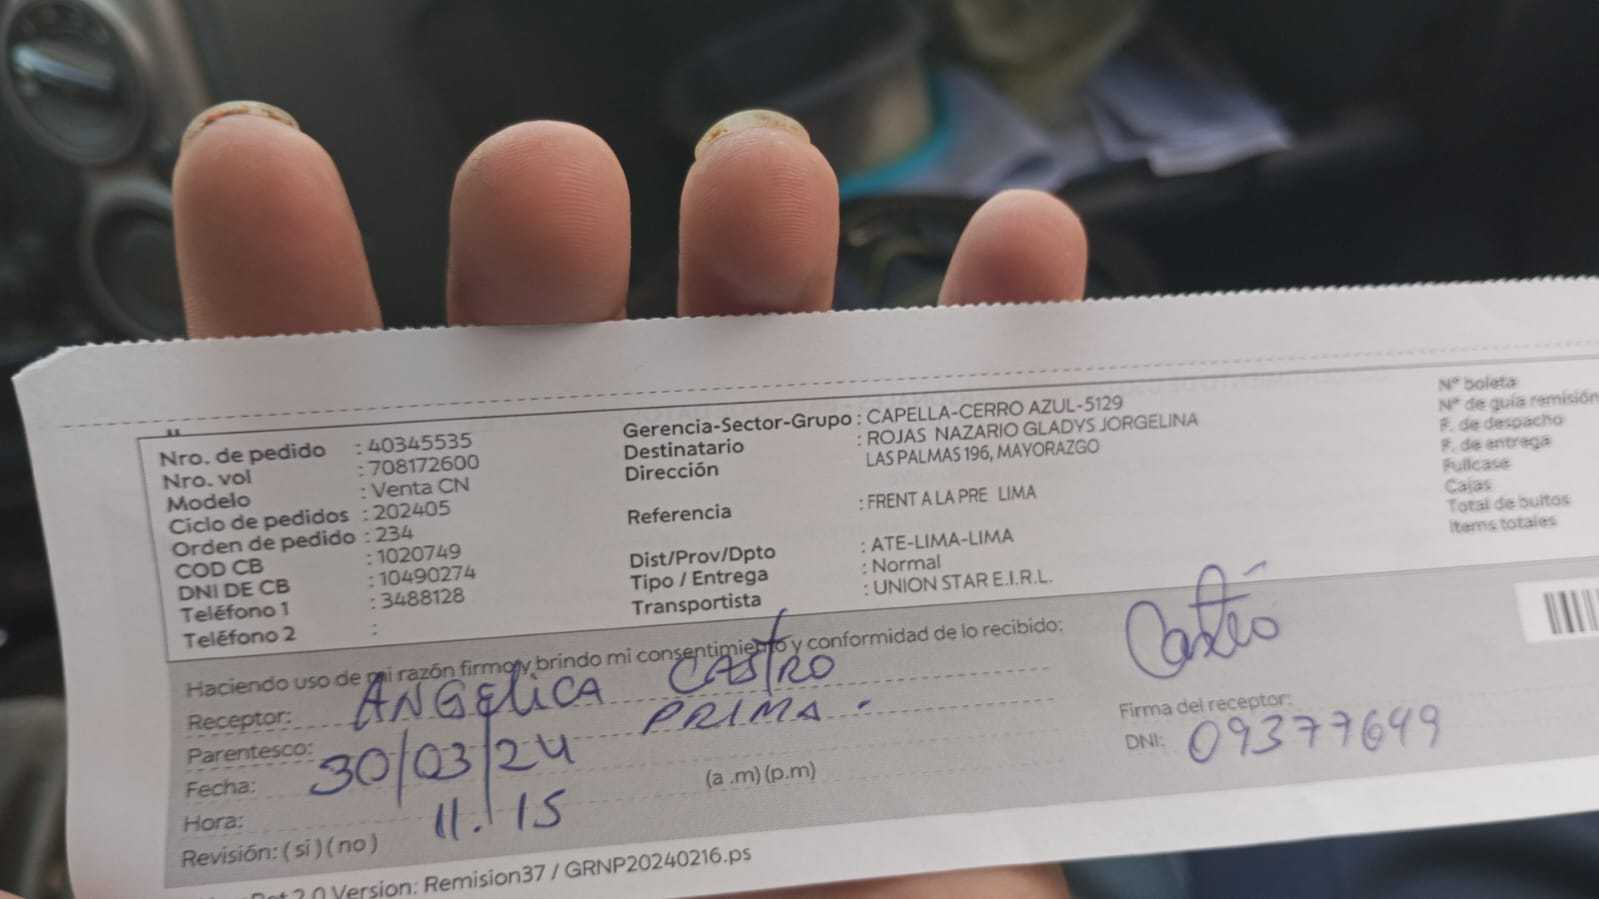 Nro. de pedido : 40345535
Nro. vol : 708172600
Modelo : Venta CN
Ciclo de pedidos : 202405
Orden de pedido : 234
COD CB : 1020749
DNI DE CB : 10490274
Teléfono 1 : 3488128
Teléfono 2 :
Gerencia-Sector-Grupo : CAPELLA-CERRO AZUL-5129
Destinatario : ROJAS NAZARIO GLADYS JORGELINA
Dirección LAS PALMAS 196, MAYORAZGO
Referencia : FRENT A LA PRE LIMA
Dist/Prov/Dpto : ATE-LIMA-LIMA
Tipo / Entrega : Normal
Transportista : UNION STAR E.I.R.L.
N° boleta
N° de guía remisión
F. de despacho
F. de entrega
Fullcase
Cajas
Total de bultos
Items totales
Haciendo uso de mi razón firmo y brindo mi consentimiento y conformidad de lo recibido:
Receptor: ANGELICA CASTRO
Parentesco: PRIMA.
Fecha: 30/03/24
Hora: 11.15 (a .m) (p.m)
Revisión: ( si ) ( no )
Castro
Firma del receptor:
DNI: 09377649
2.0 Version: Remision37 / GRNP20240216.ps